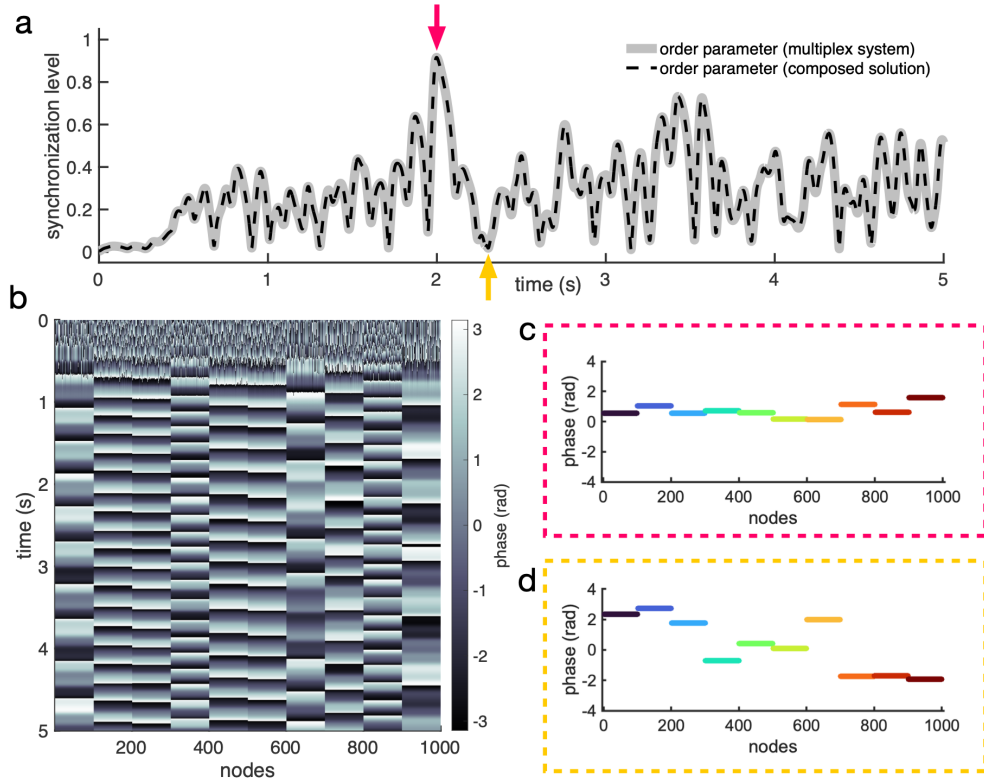 a
synchronization level
1
0.8
0.6
0.4
0.2
0
order parameter (multiplex system)
order parameter (composed solution)
0 1 2 3 4 5
time (s)
b
time (s)
0
1
2
3
4
5
200 400 600 800 1000
nodes
3
2
1
0
-1
-2
-3
phase (rad)
c
phase (rad)
4
2
0
-2
-4
0 200 400 600 800 1000
nodes
d
phase (rad)
4
2
0
-2
-4
0 200 400 600 800 1000
nodes